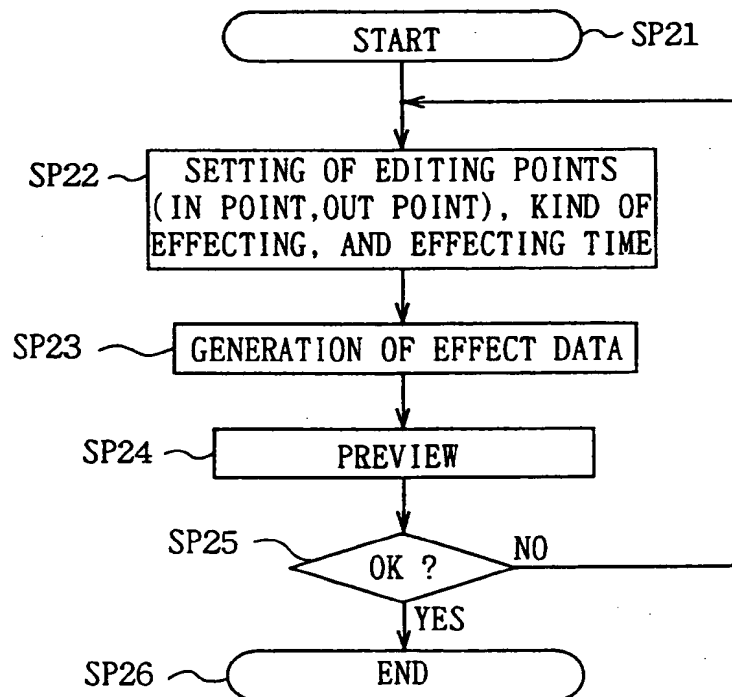 START
SP21
SP22
SETTING OF EDITING POINTS
(IN POINT,OUT POINT), KIND OF
EFFECTING, AND EFFECTING TIME
SP23
GENERATION OF EFFECT DATA
SP24
PREVIEW
SP25
OK ?
NO
YES
SP26
END